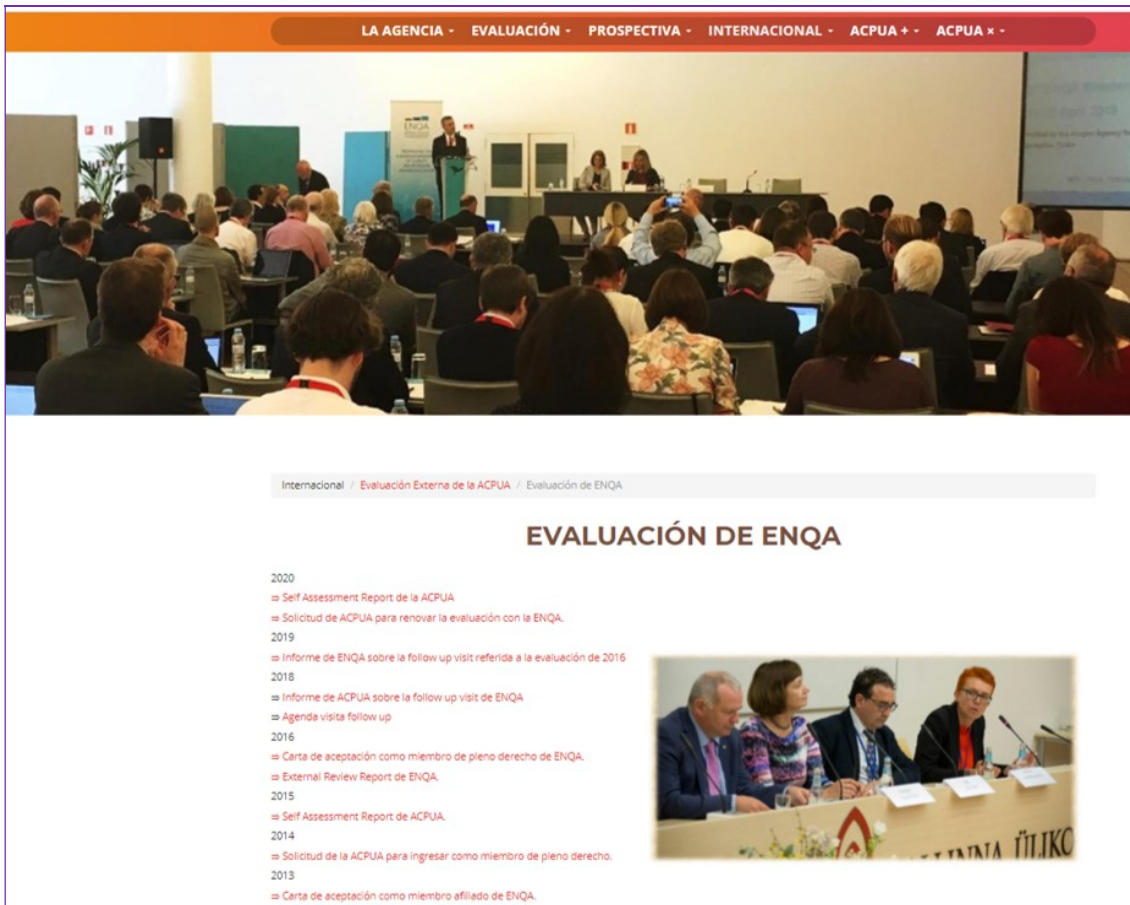 LA AGENCIA - EVALUACIÓN - PROSPECTIVA - INTERNACIONAL - ACPUA + - ACPUA × -
ENQA
Internacional / Evaluación Externa de la ACPUA / Evaluación de ENQA
EVALUACIÓN DE ENQA
2020
⇒ Self Assessment Report de la ACPUA
⇒ Solicitud de ACPUA para renovar la evaluación con la ENQA.
2019
⇒ Informe de ENQA sobre la follow up visit referida a la evaluación de 2016
2018
⇒ Informe de ACPUA sobre la follow up visit de ENQA
⇒ Agenda visita follow up
2016
⇒ Carta de aceptación como miembro de pleno derecho de ENQA.
⇒ External Review Report de ENQA.
2015
⇒ Self Assessment Report de ACPUA.
2014
⇒ Solicitud de la ACPUA para ingresar como miembro de pleno derecho.
2013
⇒ Carta de aceptación como miembro afiliado de ENQA.
LINNA ÜLIKO